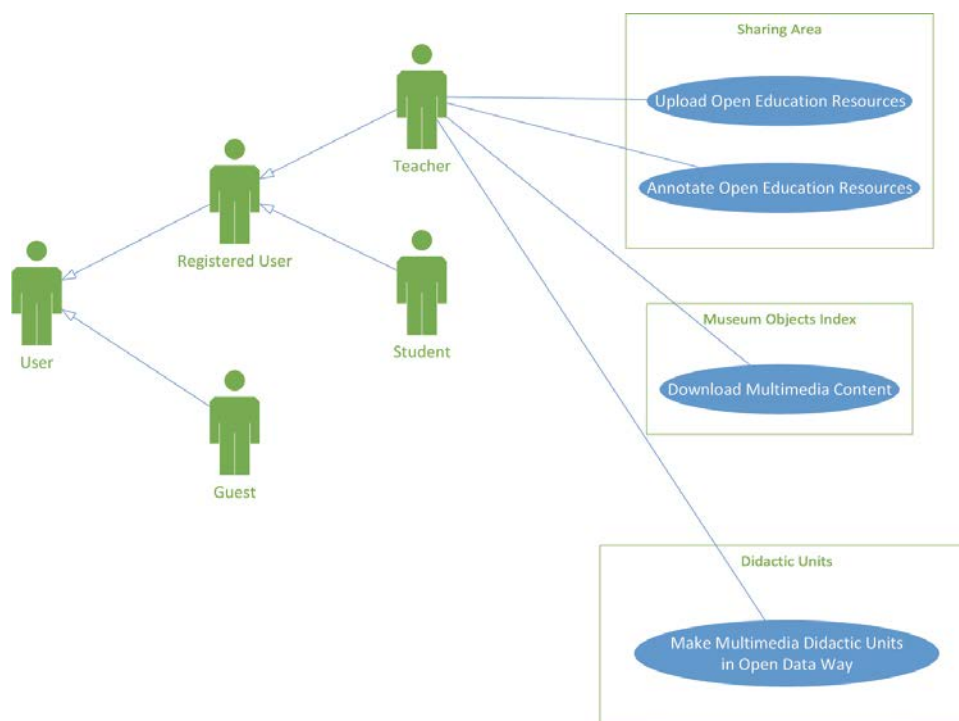 Sharing Area
Upload Open Education Resources
Teacher
Annotate Open Education Resources
Registered User
Museum Objects Index
User
Student
Download Multimedia Content
Guest
Didactic Units
Make Multimedia Didactic Units
in Open Data Way